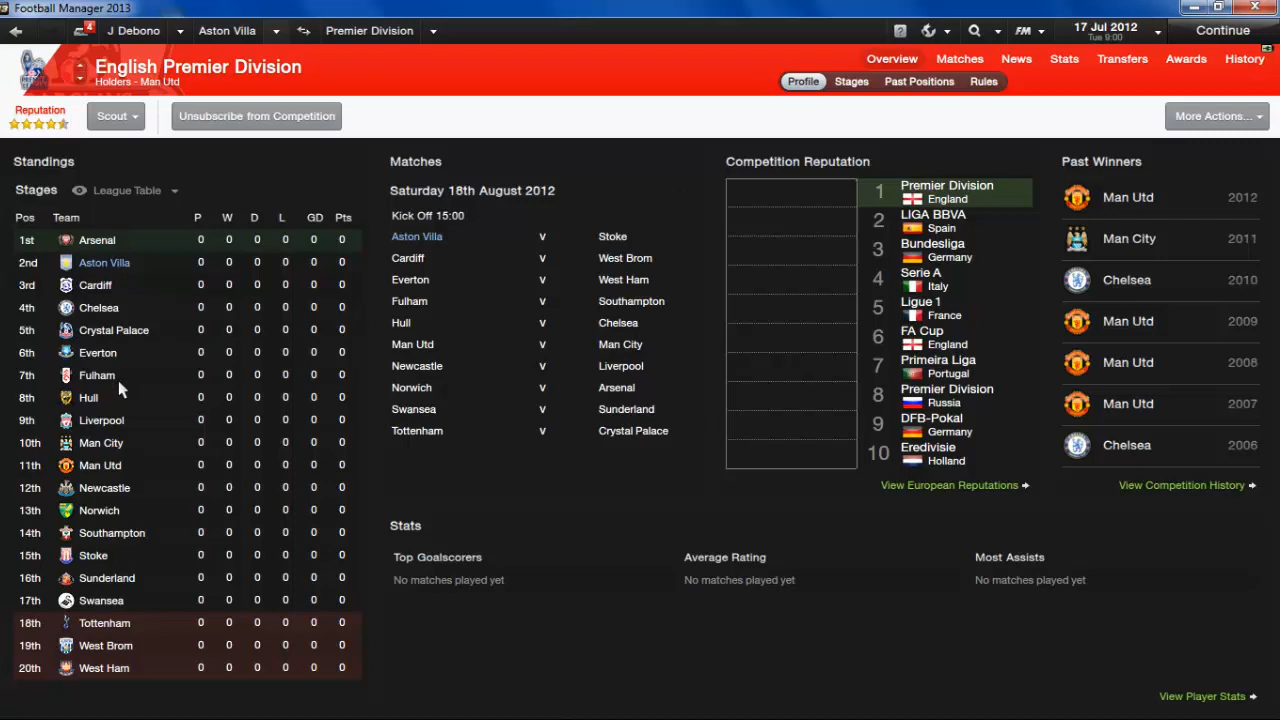 Football Manager 2013
4
J Debono
Aston Villa
Premier Division
?
FM
17 Jul 2012
Tue 9:00
Continue
English Premier Division
Holders - Man Utd
Overview Matches News Stats Transfers Awards History
Profile Stages Past Positions Rules
Reputation
Scout
Unsubscribe from Competition
More Actions...
Standings
Stages League Table
Pos Team P W D L GD Pts
1st Arsenal 0 0 0 0 0 0
2nd Aston Villa 0 0 0 0 0 0
3rd Cardiff 0 0 0 0 0 0
4th Chelsea 0 0 0 0 0 0
5th Crystal Palace 0 0 0 0 0 0
6th Everton 0 0 0 0 0 0
7th Fulham 0 0 0 0 0 0
8th Hull 0 0 0 0 0 0
9th Liverpool 0 0 0 0 0 0
10th Man City 0 0 0 0 0 0
11th Man Utd 0 0 0 0 0 0
12th Newcastle 0 0 0 0 0 0
13th Norwich 0 0 0 0 0 0
14th Southampton 0 0 0 0 0 0
15th Stoke 0 0 0 0 0 0
16th Sunderland 0 0 0 0 0 0
17th Swansea 0 0 0 0 0 0
18th Tottenham 0 0 0 0 0 0
19th West Brom 0 0 0 0 0 0
20th West Ham 0 0 0 0 0 0
Matches
Saturday 18th August 2012
Kick Off 15:00
Aston Villa v Stoke
Cardiff v West Brom
Everton v West Ham
Fulham v Southampton
Hull v Chelsea
Man Utd v Man City
Newcastle v Liverpool
Norwich v Arsenal
Swansea v Sunderland
Tottenham v Crystal Palace
Competition Reputation
1 Premier Division
England
2 LIGA BBVA
Spain
3 Bundesliga
Germany
4 Serie A
Italy
5 Ligue 1
France
6 FA Cup
England
7 Primeira Liga
Portugal
8 Premier Division
Russia
9 DFB-Pokal
Germany
10 Eredivisie
Holland
View European Reputations
Past Winners
Man Utd 2012
Man City 2011
Chelsea 2010
Man Utd 2009
Man Utd 2008
Man Utd 2007
Chelsea 2006
View Competition History
Stats
Top Goalscorers
No matches played yet
Average Rating
No matches played yet
Most Assists
No matches played yet
View Player Stats